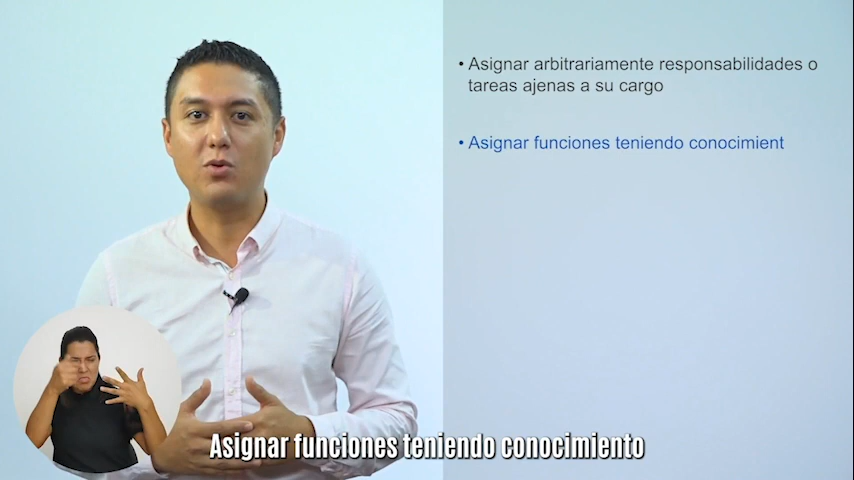 • Asignar arbitrariamente responsabilidades o
tareas ajenas a su cargo
• Asignar funciones teniendo conocimient
Asignar funciones teniendo conocimiento